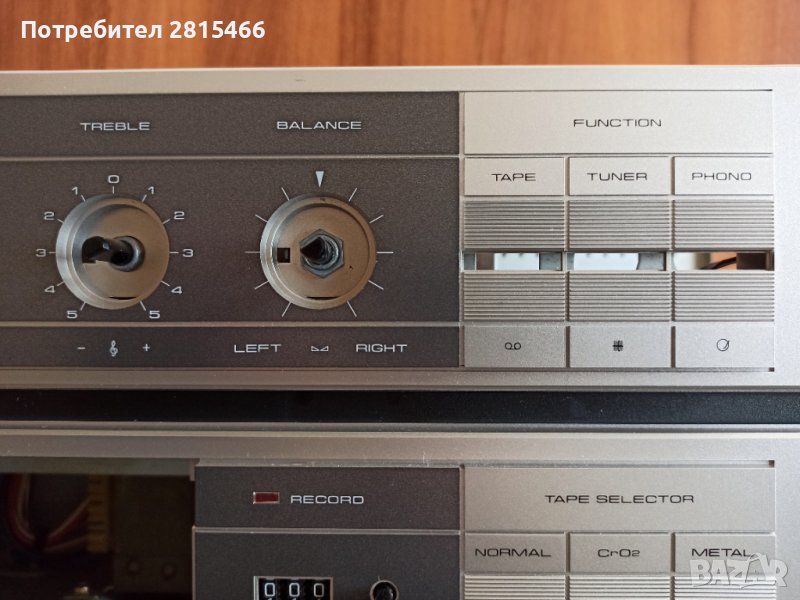 Потребител 2815466
TREBLE
BALANCE
FUNCTION
TAPE TUNER PHONO
0
1 1
2 2
3 3
4 4
5 5
- +
LEFT RIGHT
RECORD
TAPE SELECTOR
NORMAL CrO2 METAL
000
BAZAR